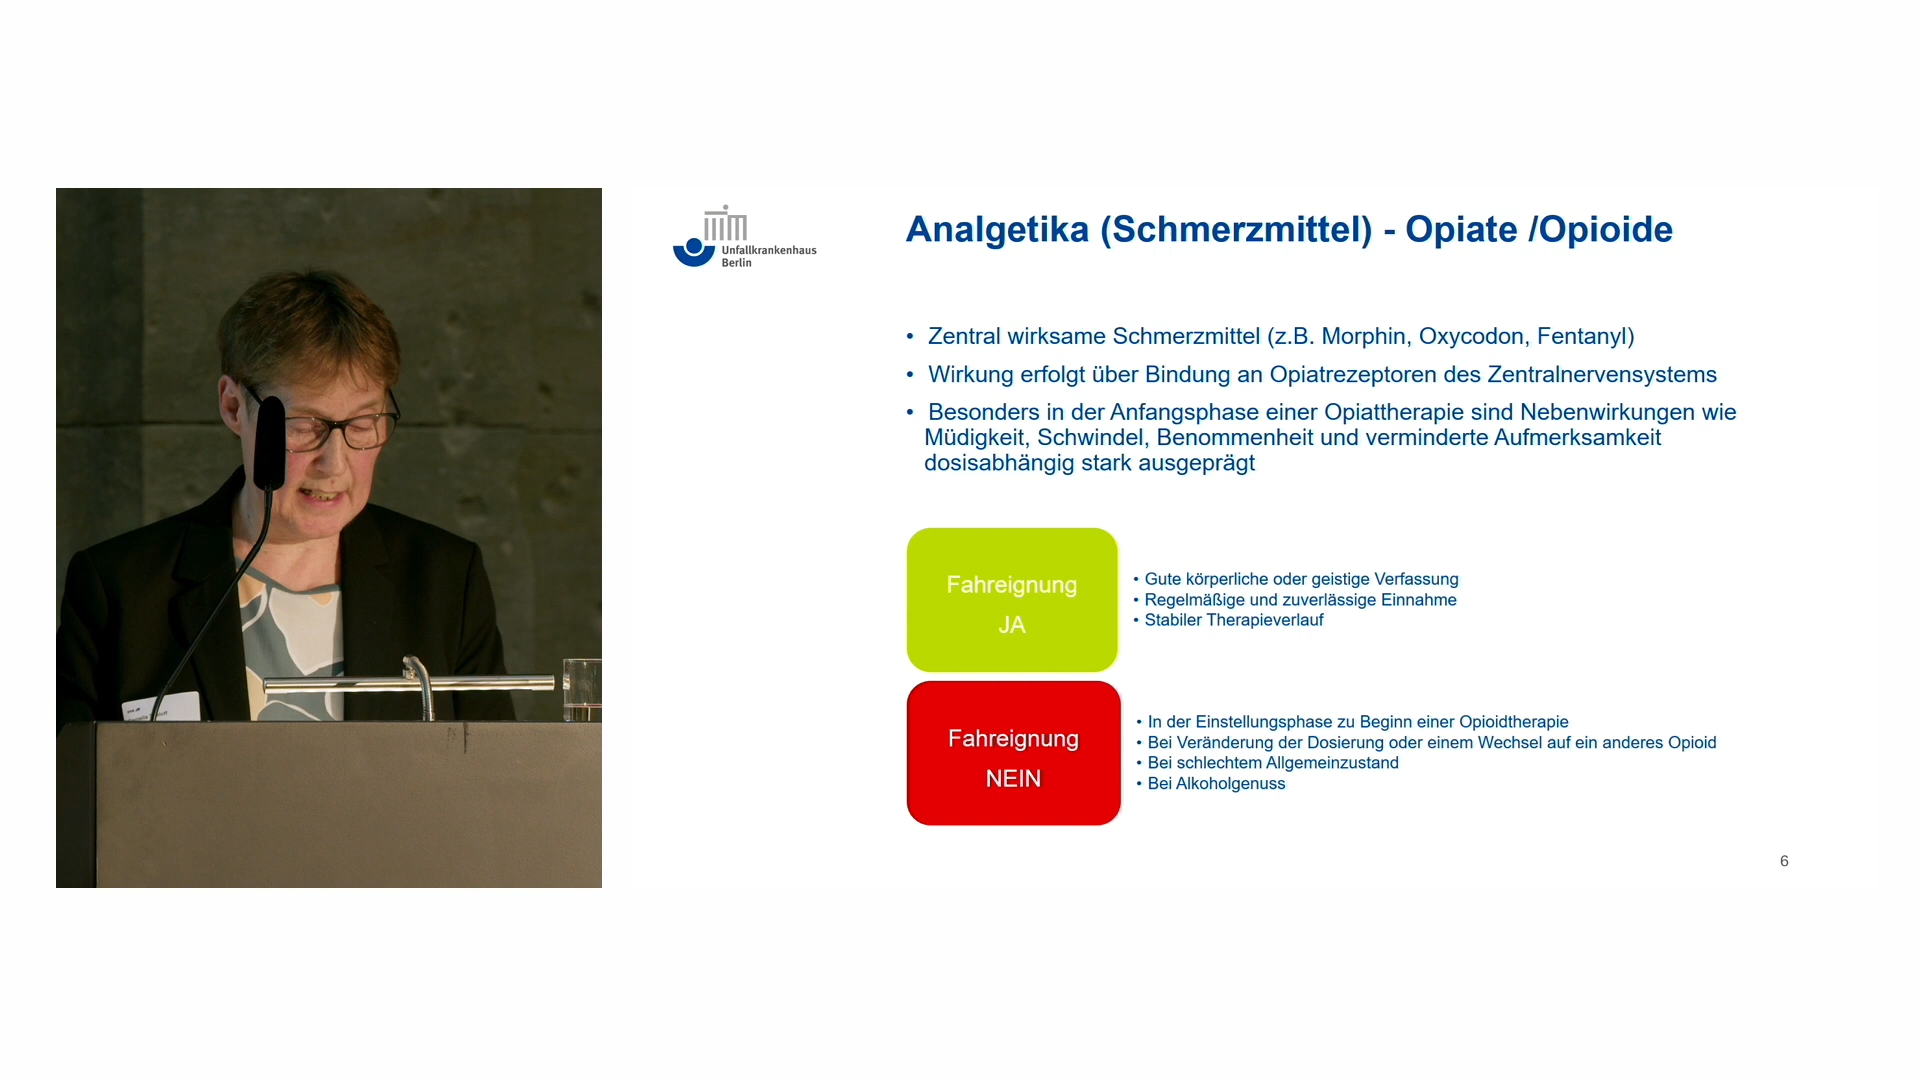 Unfallkrankenhaus
Berlin
Analgetika (Schmerzmittel) - Opiate /Opioide
• Zentral wirksame Schmerzmittel (z.B. Morphin, Oxycodon, Fentanyl)
• Wirkung erfolgt über Bindung an Opiatrezeptoren des Zentralnervensystems
• Besonders in der Anfangsphase einer Opiattherapie sind Nebenwirkungen wie
Müdigkeit, Schwindel, Benommenheit und verminderte Aufmerksamkeit
dosisabhängig stark ausgeprägt
Fahreignung
JA
• Gute körperliche oder geistige Verfassung
• Regelmäßige und zuverlässige Einnahme
• Stabiler Therapieverlauf
Fahreignung
NEIN
• In der Einstellungsphase zu Beginn einer Opioidtherapie
• Bei Veränderung der Dosierung oder einem Wechsel auf ein anderes Opioid
• Bei schlechtem Allgemeinzustand
• Bei Alkoholgenuss
6